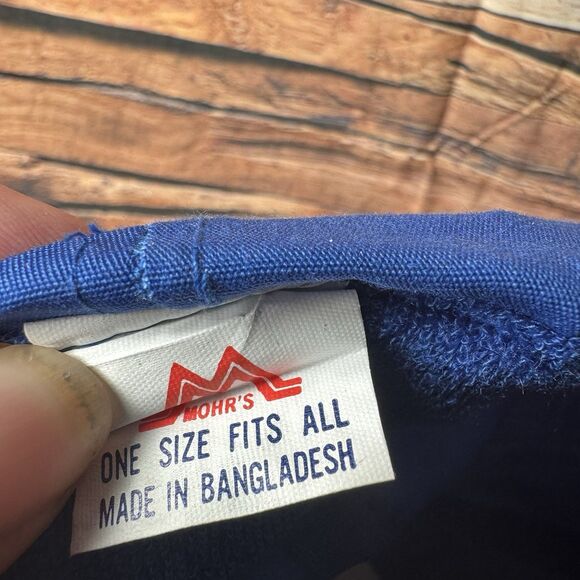 MOHR'S
ONE SIZE FITS ALL
MADE IN BANGLADESH